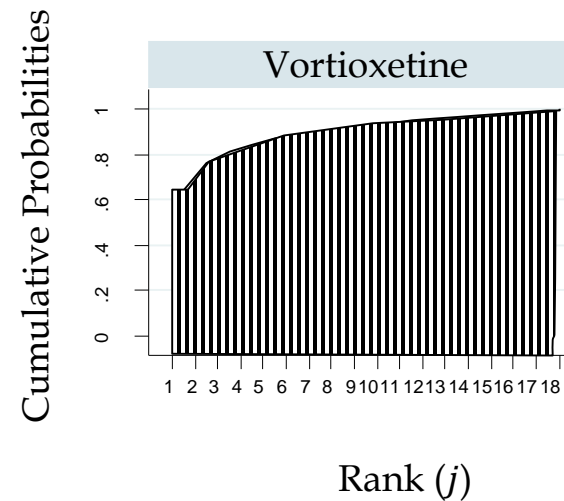 Vortioxetine
Cumulative Probabilities
1
.8
.6
.4
.2
0
1 2 3 4 5 6 7 8 9 10 11 12 13 14 15 16 17 18
Rank (j)